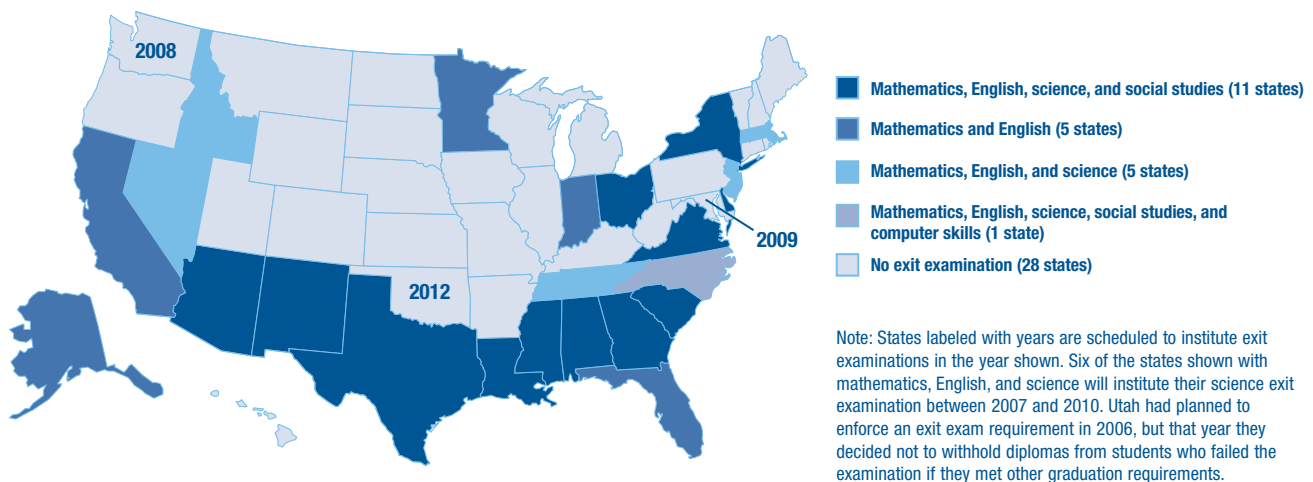 2008
2012
2009
Mathematics, English, science, and social studies (11 states)
Mathematics and English (5 states)
Mathematics, English, and science (5 states)
Mathematics, English, science, social studies, and
computer skills (1 state)
No exit examination (28 states)
Note: States labeled with years are scheduled to institute exit
examinations in the year shown. Six of the states shown with
mathematics, English, and science will institute their science exit
examination between 2007 and 2010. Utah had planned to
enforce an exit exam requirement in 2006, but that year they
decided not to withhold diplomas from students who failed the
examination if they met other graduation requirements.